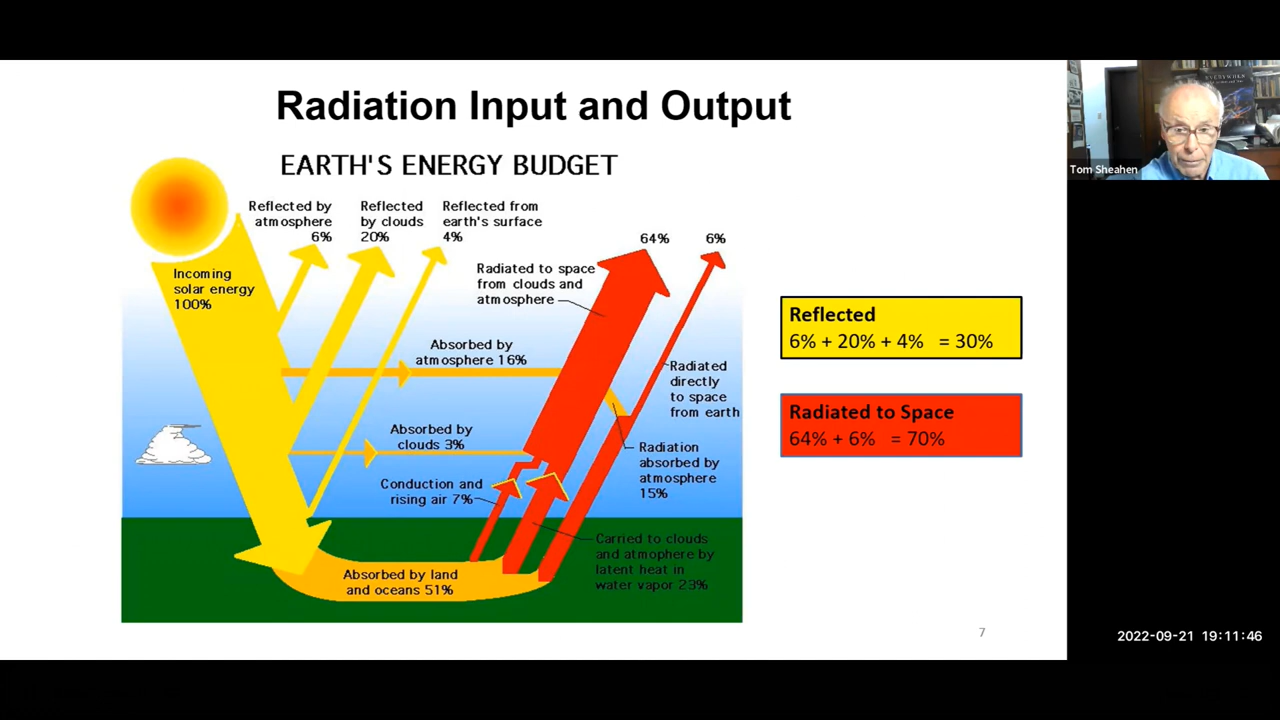 Radiation Input and Output
EARTH'S ENERGY BUDGET
Reflected by
atmosphere
6%
Reflected
by clouds
20%
Reflected from
earth's surface
4%
64%
6%
Incoming
solar energy
100%
Radiated to space
from clouds and
atmosphere
Absorbed by
atmosphere 16%
Radiated
directly
to space
from earth
Absorbed by
clouds 3%
Radiation
absorbed by
atmosphere
15%
Conduction and
rising air 7%
Carried to clouds
and atmophere by
latent heat in
water vapor 23%
Absorbed by land
and oceans 51%
Reflected
6% + 20% + 4% = 30%
Radiated to Space
64% + 6% = 70%
7
Tom Sheahen
2022-09-21 19:11:46